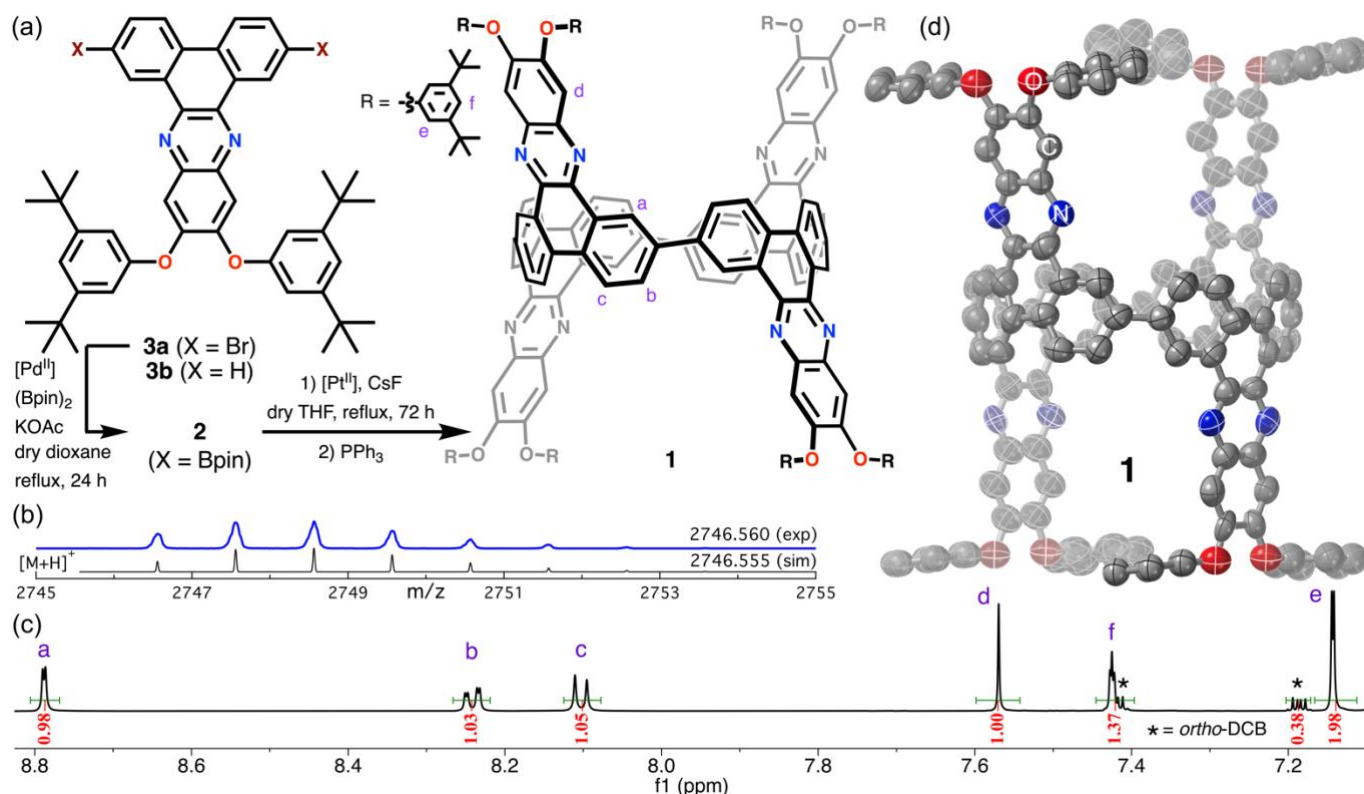 (a)
X
X
N
N
O
O
3a (X = Br)
3b (X = H)
[Pdᴵᴵ]
(Bpin)₂
KOAc
dry dioxane
reflux, 24 h
2
(X = Bpin)
1) [Ptᴵᴵ], CsF
dry THF, reflux, 72 h
2) PPh₃
R =
f
e
R
R
O
O
d
N
N
a
c
b
N
N
R–O
O–R
R
R
O
O
N
N
N
N
R–O
O–R
1
(b)
[M+H]⁺
2746.560 (exp)
2746.555 (sim)
2745
2747
2749
m/z
2751
2753
2755
(c)
a
b
c
d
f
*
*
e
0.98
1.03
1.05
1.00
1.37
0.38
1.98
* = ortho-DCB
8.8
8.6
8.4
8.2
8.0
7.6
7.4
7.2
f1 (ppm)
(d)
O
C
N
1